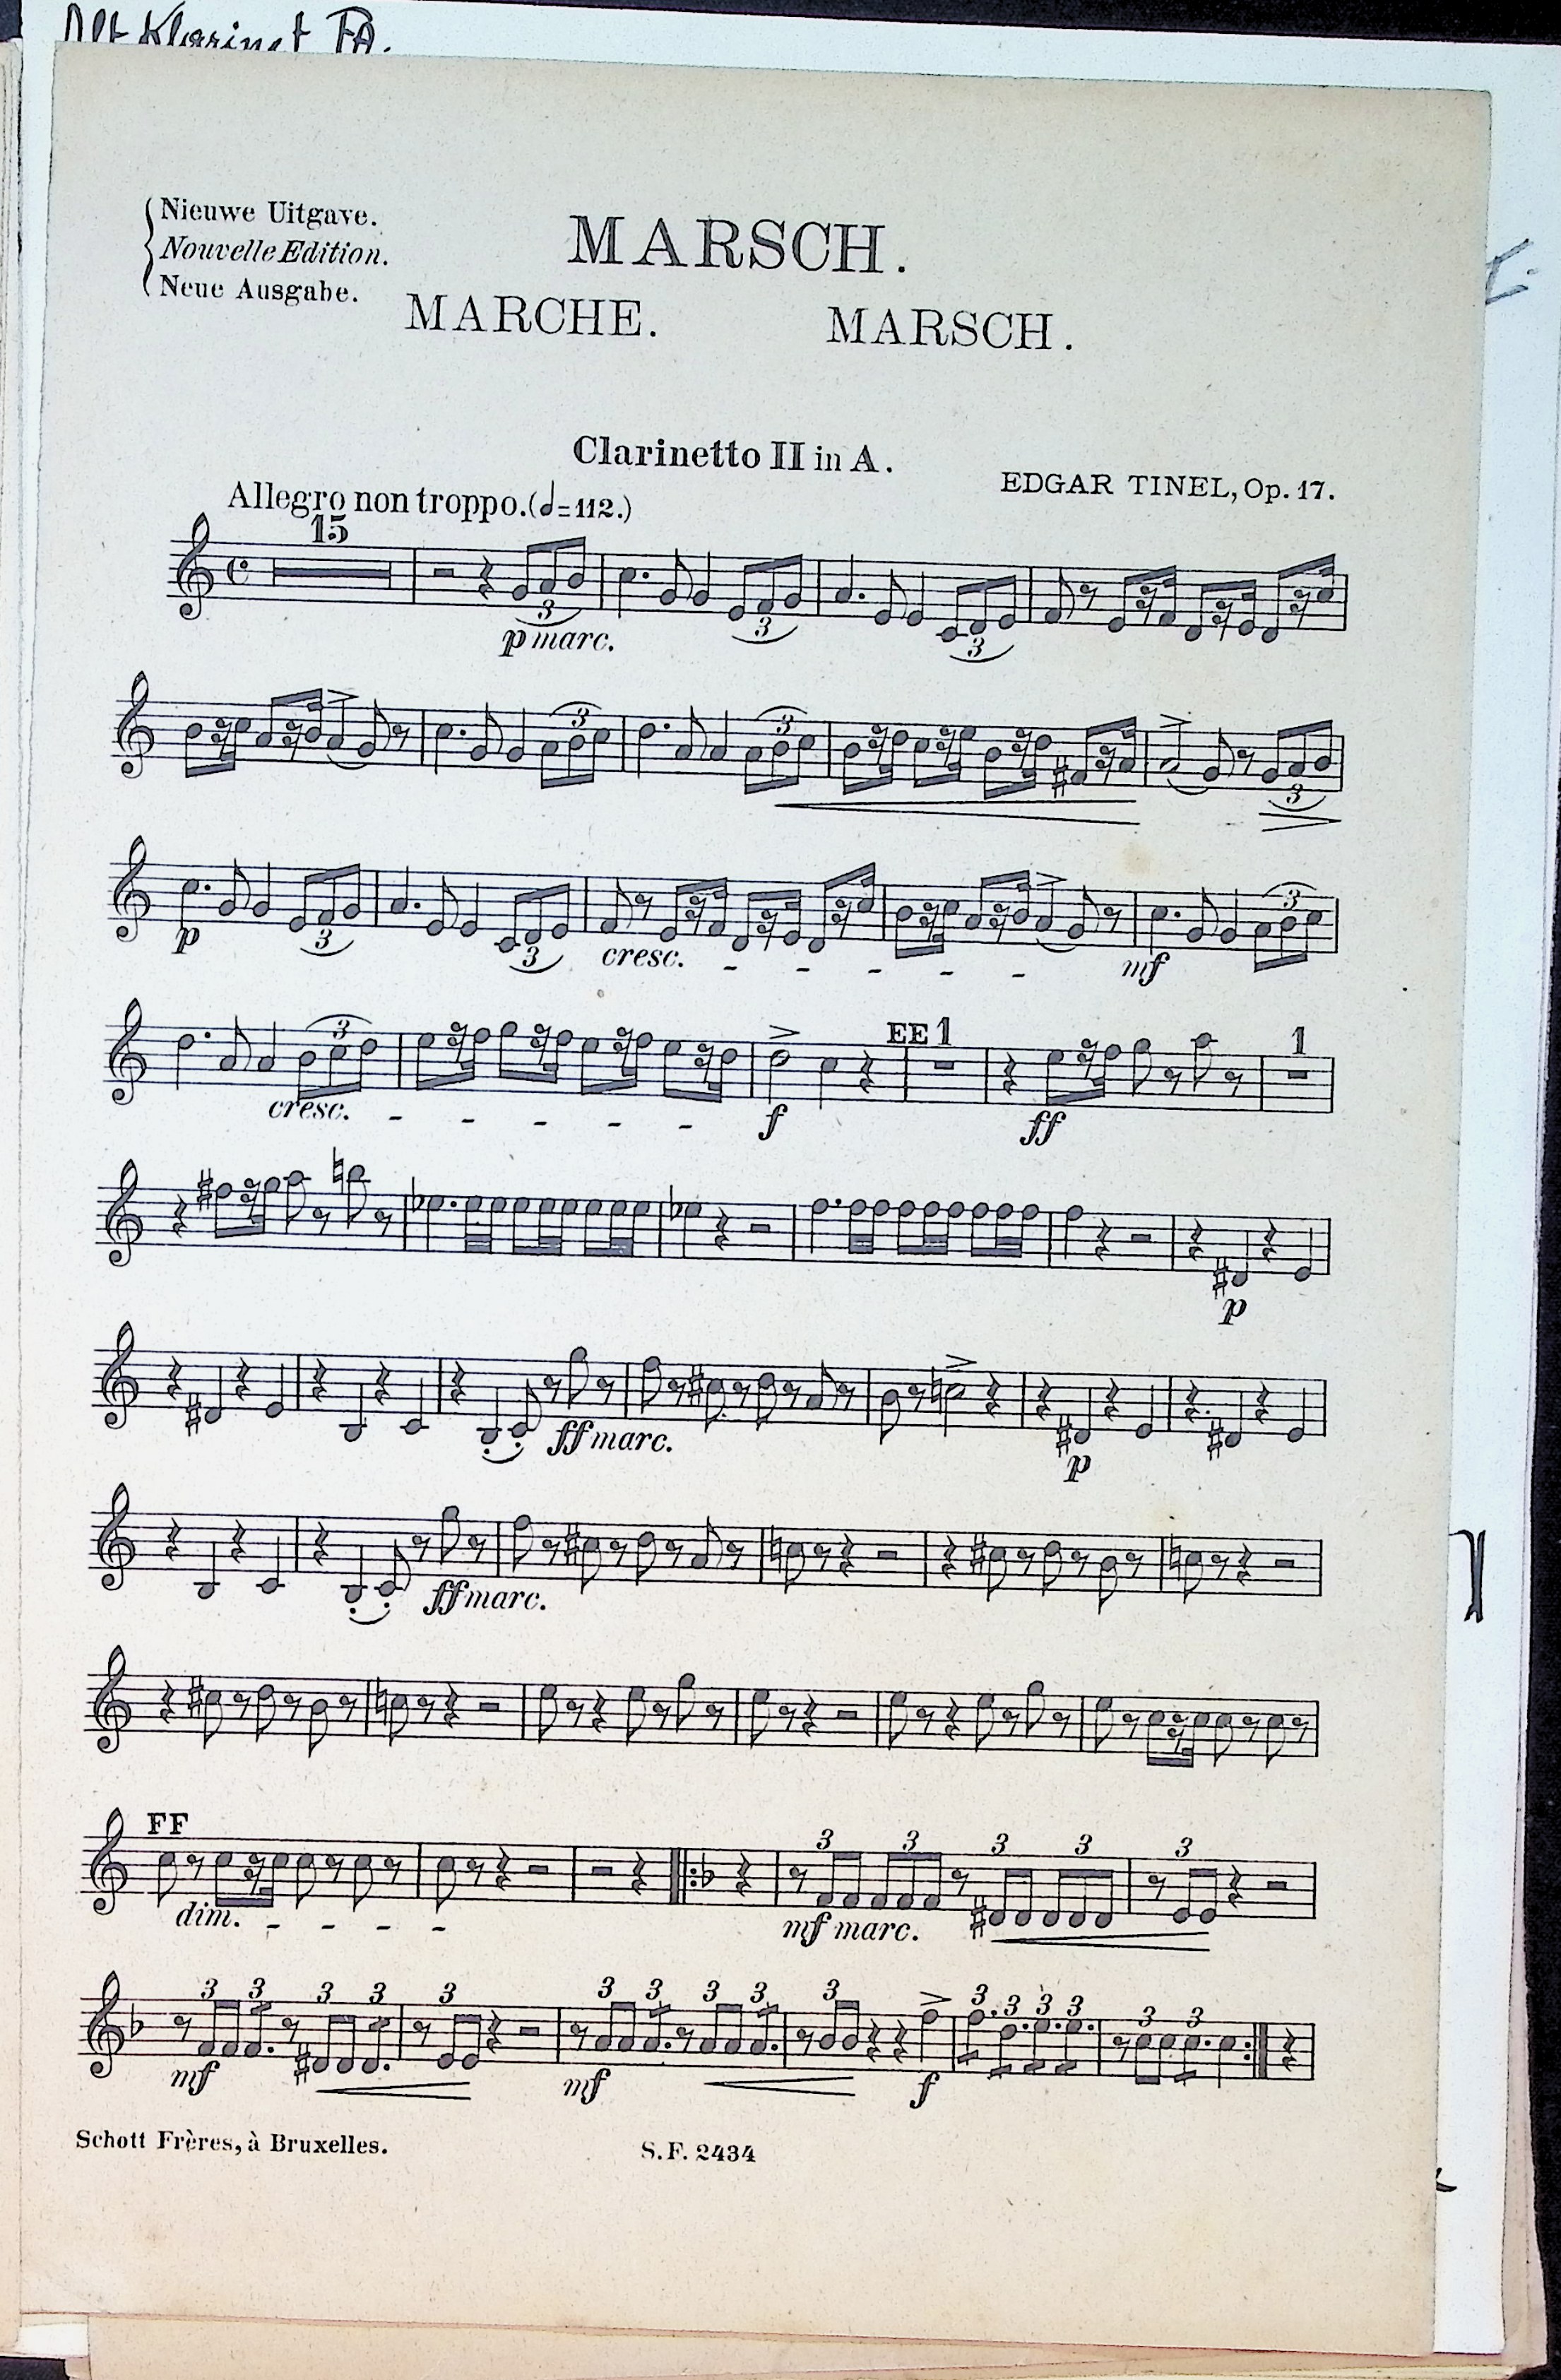 Alt Klarinet FA.
Nieuwe Uitgave.
Nouvelle Edition.
Neue Ausgabe.
MARSCH.
MARCHE. MARSCH.
Clarinetto II in A.
EDGAR TINEL, Op. 17.
Allegro non troppo. (𝅗𝅥=112.)
15
3 3 3
p marc.
3 3
3
p 3 3 cresc. - - - - - mf 3
3 EE 1 1
cresc. - - - - - f ff
p
ff marc. p
ff marc.
FF
3 3 3 3 3
dim. - - - - mf marc.
3 3 3 3 3 3 3 3 3 3 3 3 3 3 3 3
mf mf f
Schott Frères, à Bruxelles. S.F. 2434